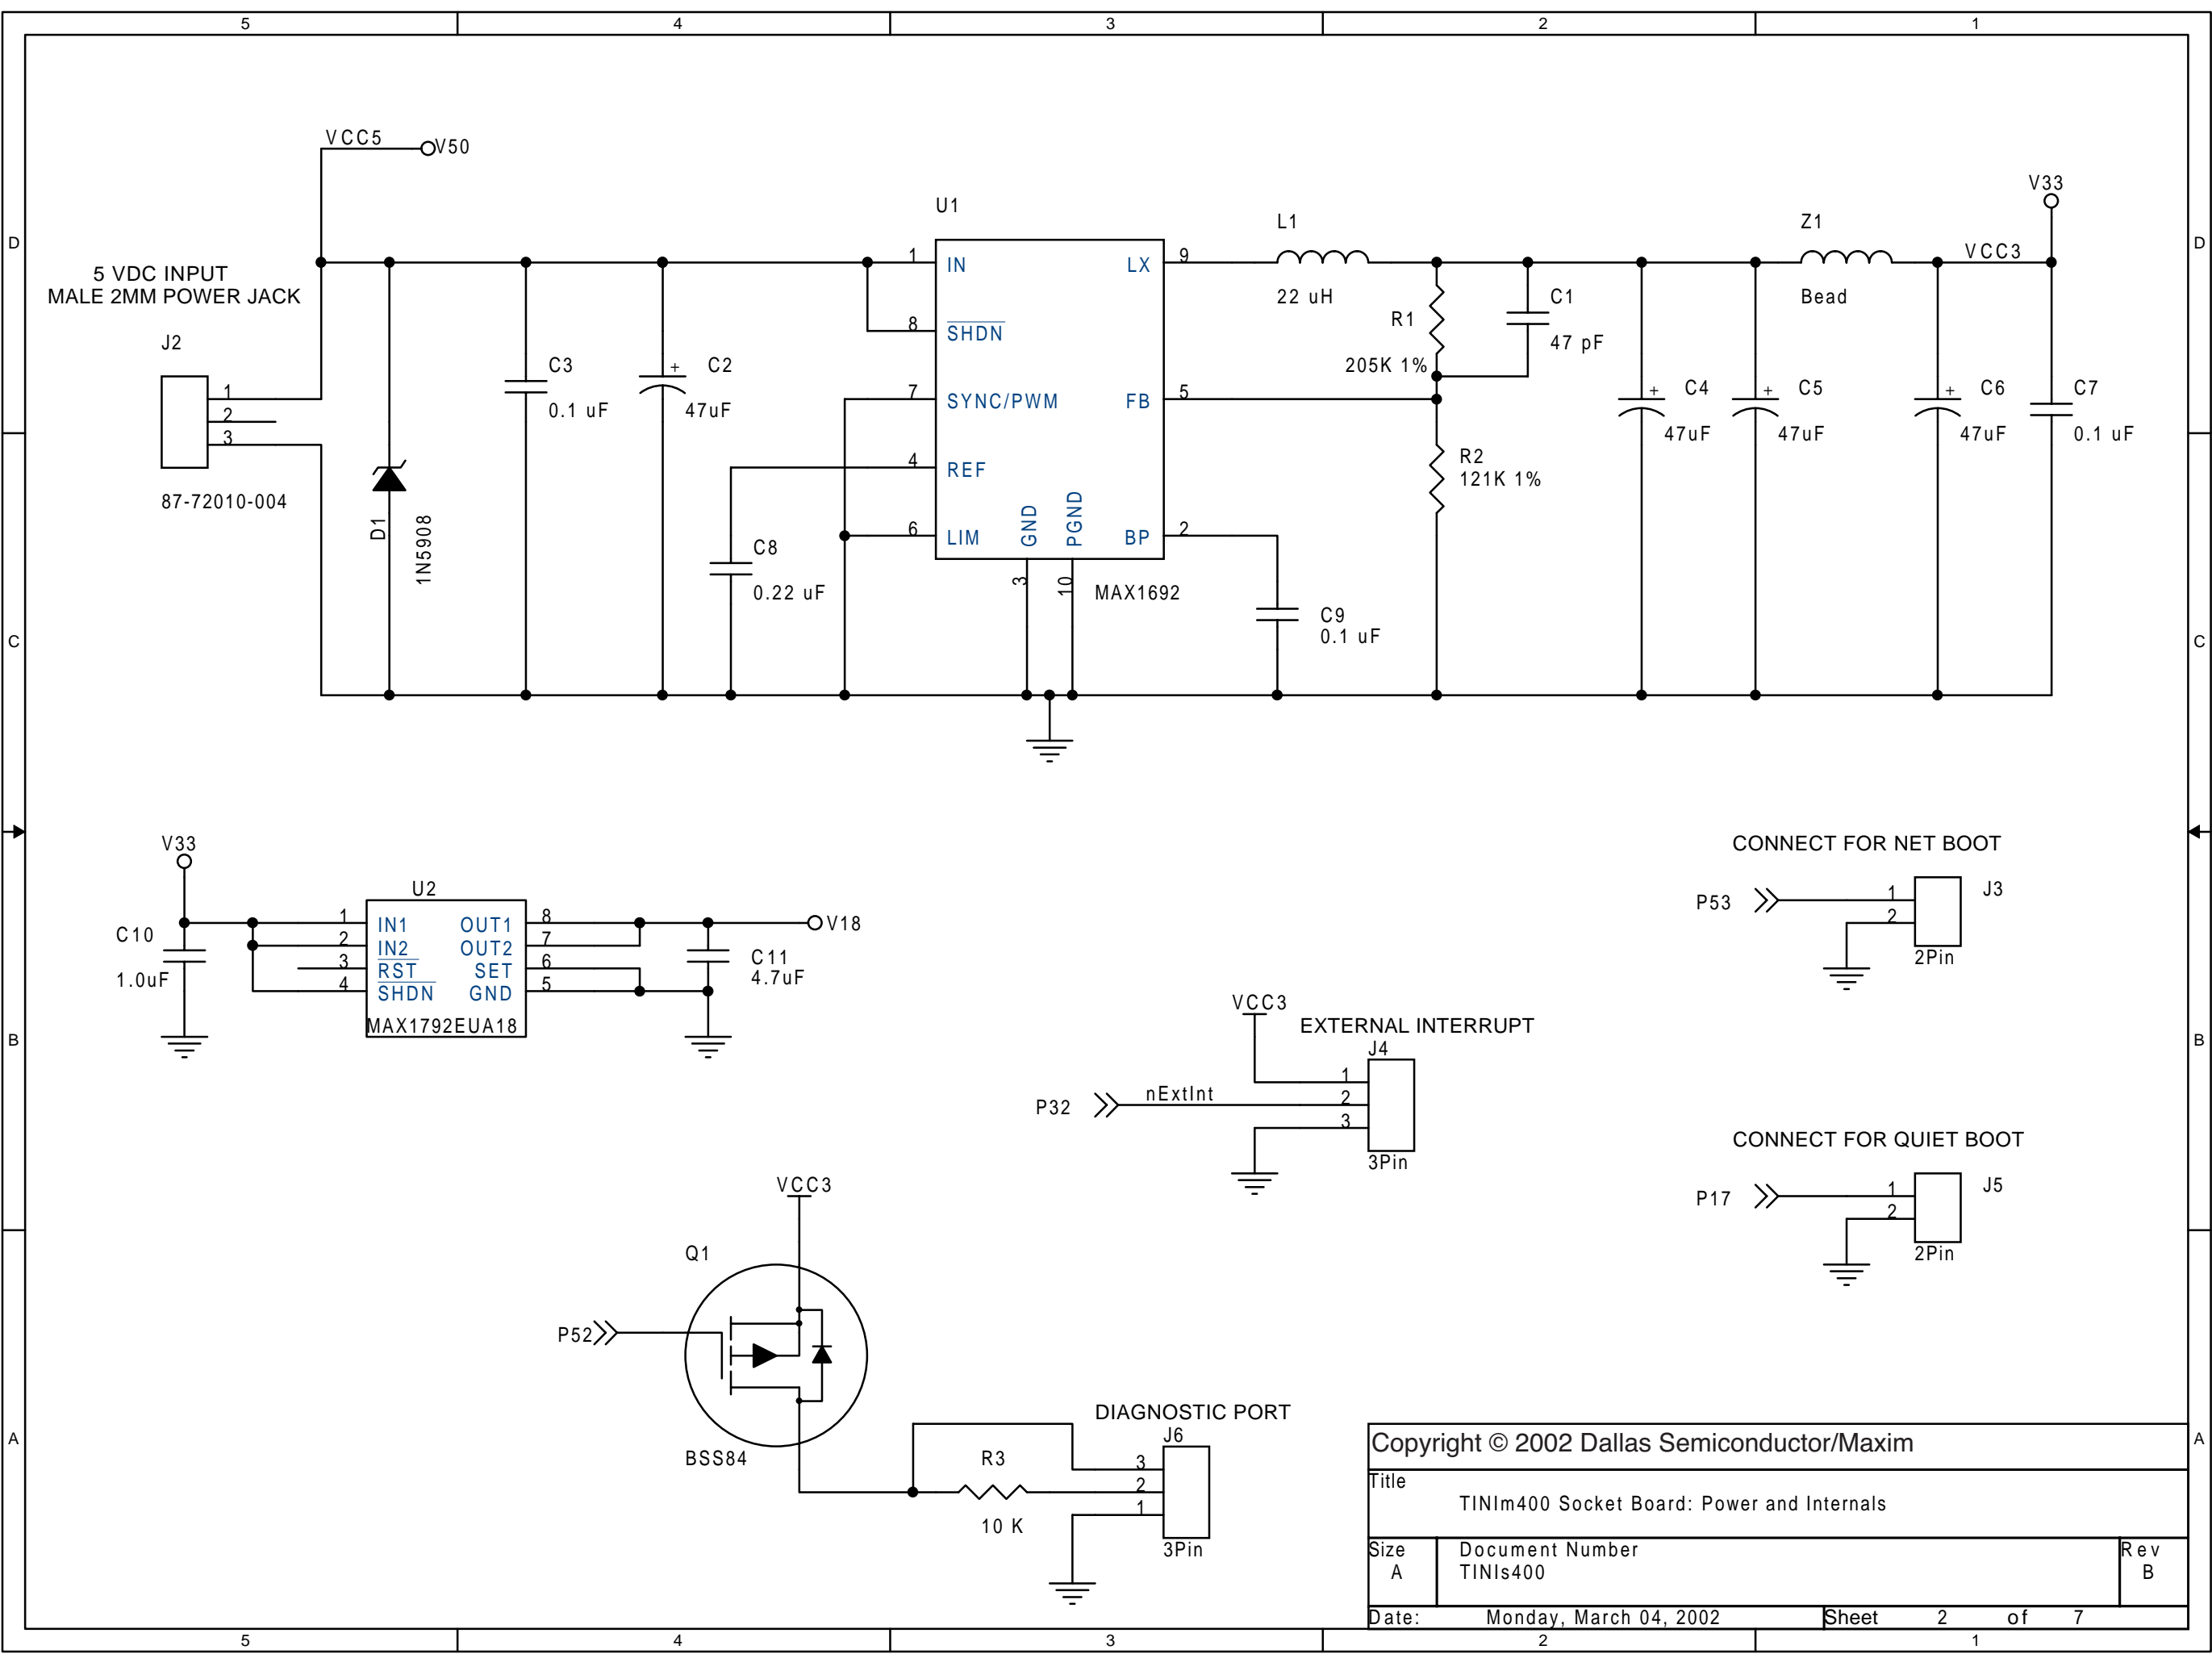 5 4 3 2 1
VCC5
V50
V33
U1
L1
Z1
D D
5 VDC INPUT
MALE 2MM POWER JACK
1 IN LX 9
VCC3
22 uH
Bead
C1
47 pF
R1
205K 1%
8 SHDN
J2
C3
0.1 uF
+ C2
47uF
7 SYNC/PWM FB 5
+ C4
47uF
+ C5
47uF
+ C6
47uF
C7
0.1 uF
1
2
3
87-72010-004
4 REF
R2
121K 1%
D1
1N5908
C8
0.22 uF
6 LIM GND PGND BP 2
3 10
MAX1692
C9
0.1 uF
C C
V33
U2
CONNECT FOR NET BOOT
P53
1
2
J3
2Pin
C10
1.0uF
1 IN1 OUT1 8
2 IN2 OUT2 7
3 RST SET 6
4 SHDN GND 5
MAX1792EUA18
V18
C11
4.7uF
VCC3
EXTERNAL INTERRUPT
J4
B B
P32
nExtInt
1
2
3
3Pin
CONNECT FOR QUIET BOOT
P17
1
2
J5
2Pin
VCC3
Q1
P52
BSS84
DIAGNOSTIC PORT
J6
R3
10 K
3
2
1
3Pin
A A
Copyright © 2002 Dallas Semiconductor/Maxim
Title
TINIm400 Socket Board: Power and Internals
Size
A
Document Number
TINIs400
Rev
B
Date: Monday, March 04, 2002 Sheet 2 of 7
5 4 3 2 1